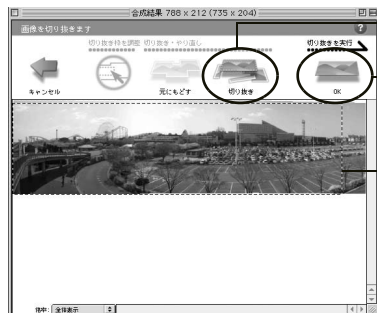 合成結果 788 × 212 (735 × 204)
画像を切り抜きます
?
切り抜き枠を調整 切り抜き・やり直し 切り抜きを実行
キャンセル 元にもどす 切り抜き OK
全体表示